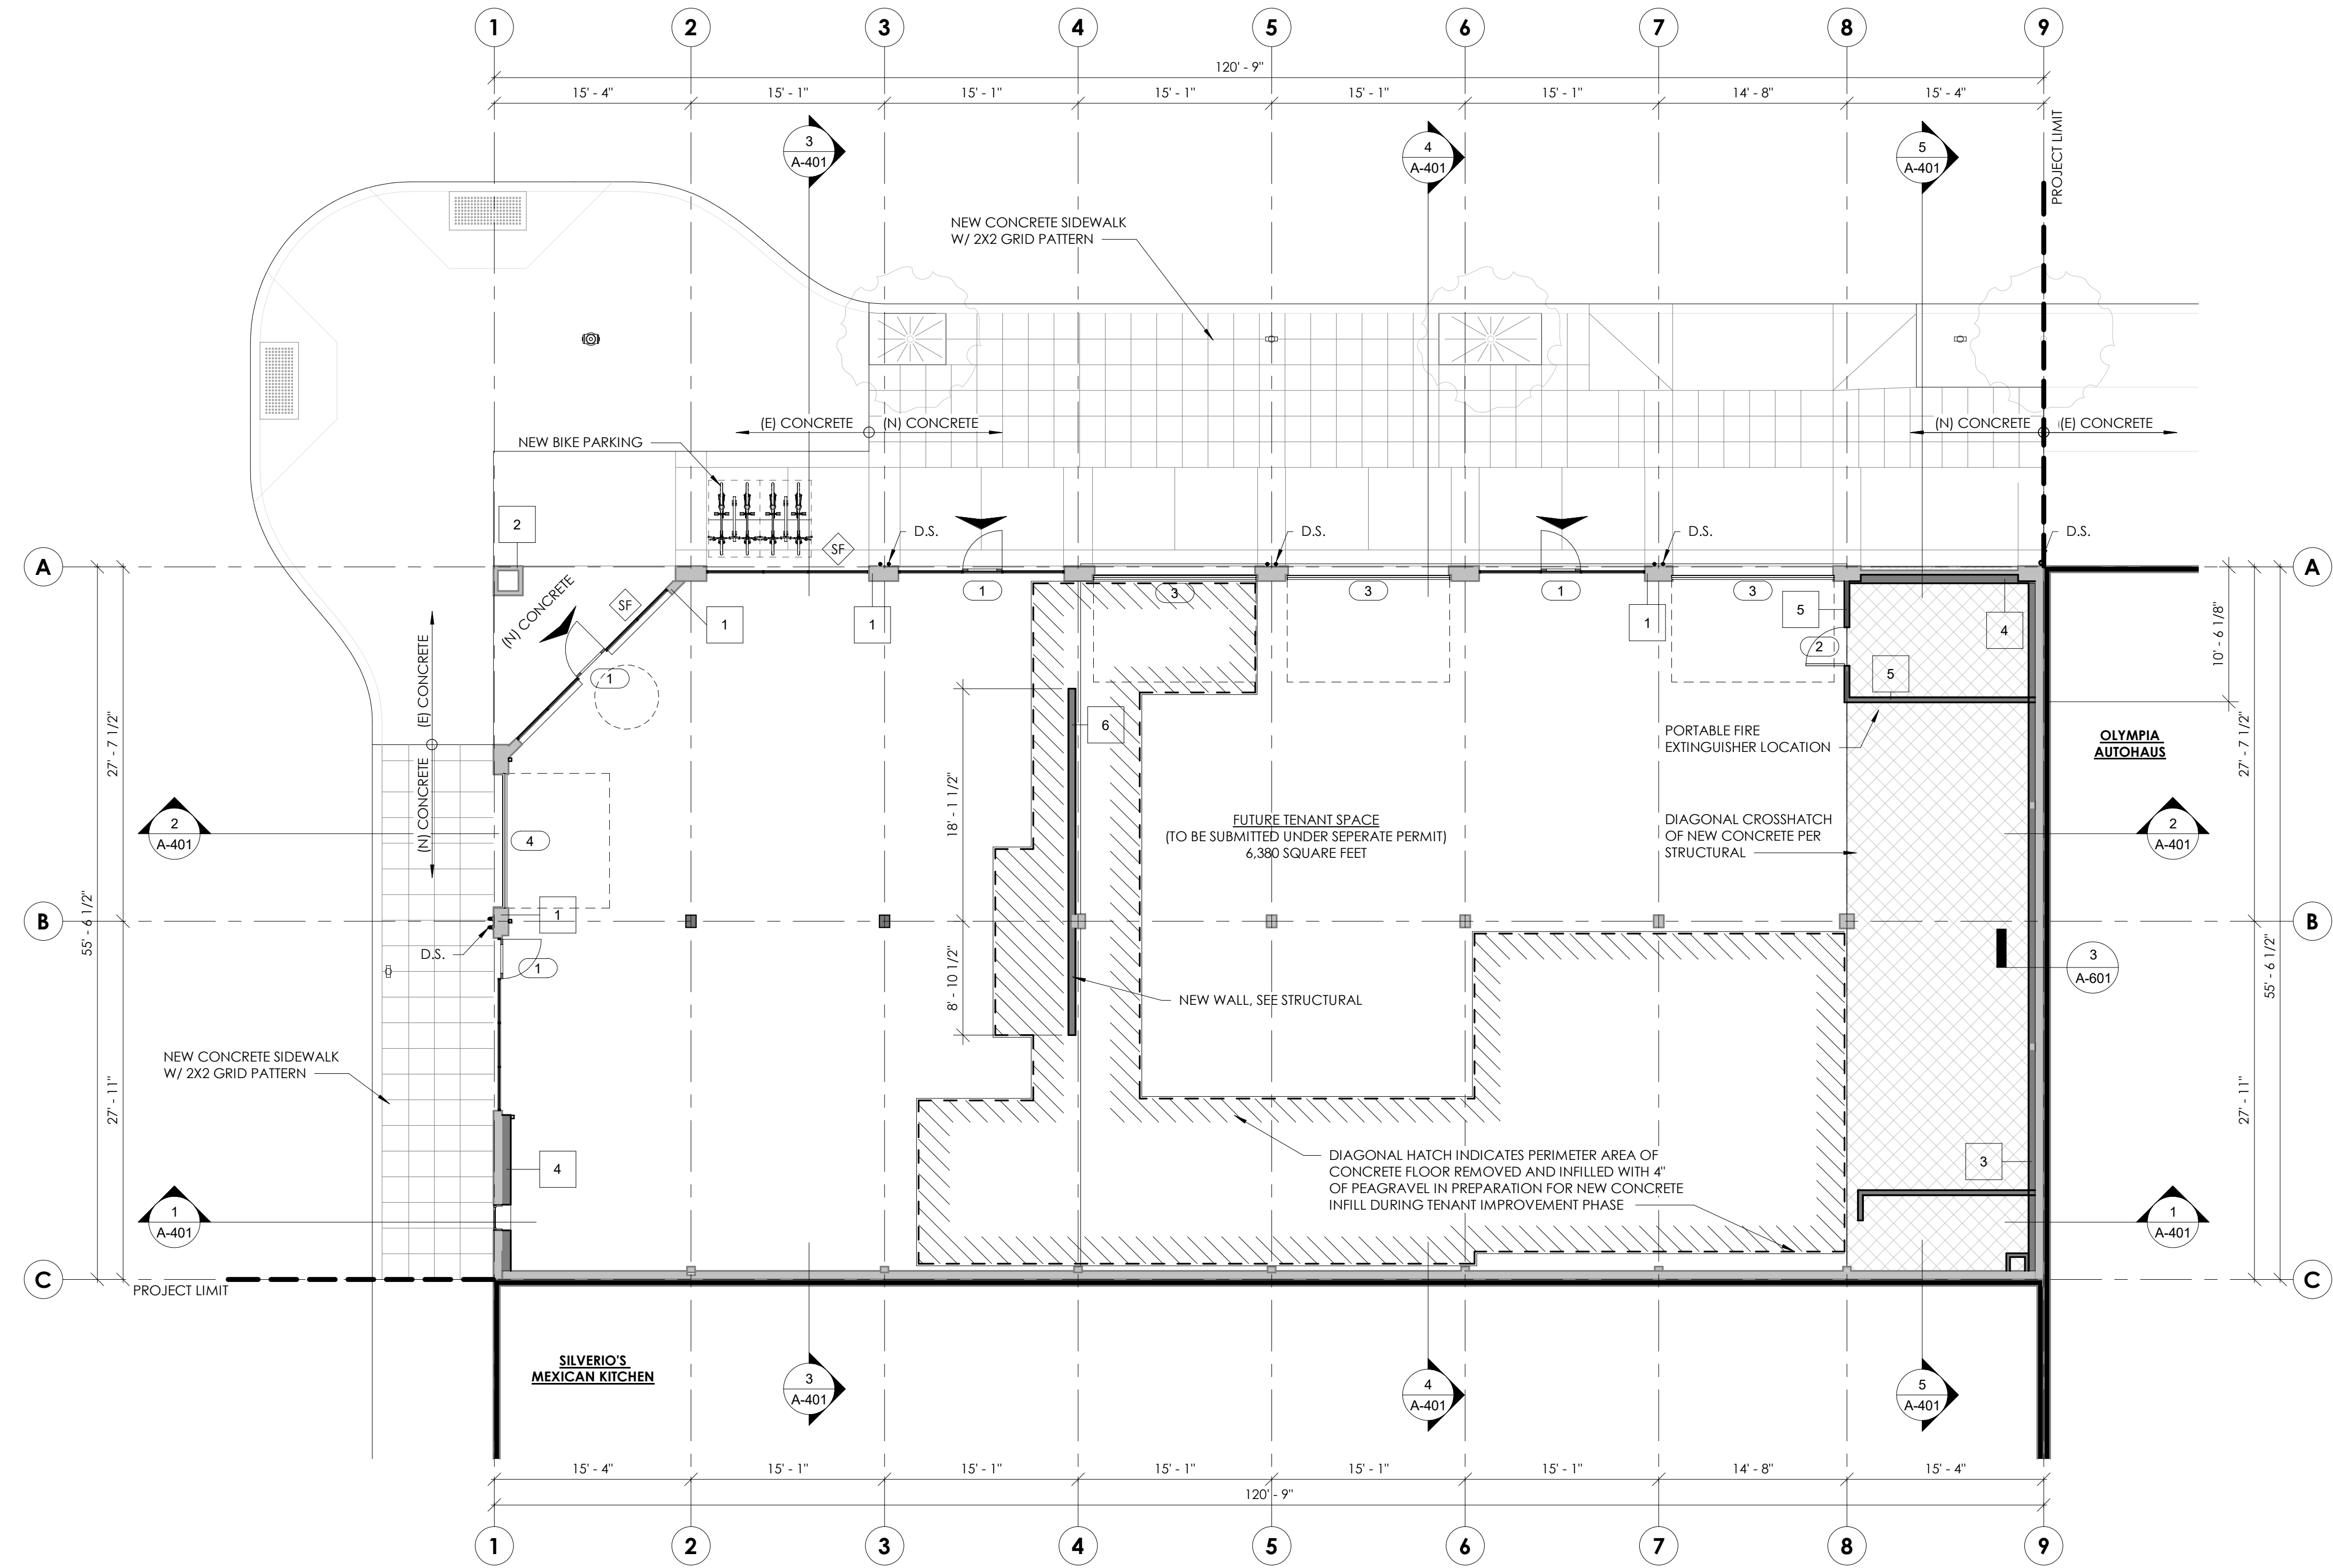 1 2 3 4 5 6 7 8 9
120' - 9"
15' - 4" 15' - 1" 15' - 1" 15' - 1" 15' - 1" 15' - 1" 14' - 8" 15' - 4"
PROJECT LIMIT
3
A-401
4
A-401
5
A-401
NEW CONCRETE SIDEWALK
W/ 2X2 GRID PATTERN
(E) CONCRETE (N) CONCRETE
(N) CONCRETE (E) CONCRETE
NEW BIKE PARKING
2
SF
D.S.
D.S.
D.S.
D.S.
A
A
(N) CONCRETE
SF
1
1
1
1
3
3
1
1
3
5
2
4
5
10' - 6 1/8"
1
6
(E) CONCRETE
(N) CONCRETE
27' - 7 1/2"
55' - 6 1/2"
27' - 11"
18' - 1 1/2"
8' - 10 1/2"
PORTABLE FIRE
EXTINGUISHER LOCATION
OLYMPIA
AUTOHAUS
27' - 7 1/2"
55' - 6 1/2"
27' - 11"
2
A-401
4
FUTURE TENANT SPACE
(TO BE SUBMITTED UNDER SEPERATE PERMIT)
6,380 SQUARE FEET
DIAGONAL CROSSHATCH
OF NEW CONCRETE PER
STRUCTURAL
2
A-401
B
1
B
D.S.
1
3
A-601
NEW WALL, SEE STRUCTURAL
NEW CONCRETE SIDEWALK
W/ 2X2 GRID PATTERN
4
DIAGONAL HATCH INDICATES PERIMETER AREA OF
CONCRETE FLOOR REMOVED AND INFILLED WITH 4"
OF PEAGRAVEL IN PREPARATION FOR NEW CONCRETE
INFILL DURING TENANT IMPROVEMENT PHASE
3
1
A-401
1
A-401
C
C
PROJECT LIMIT
SILVERIO'S
MEXICAN KITCHEN
3
A-401
4
A-401
5
A-401
15' - 4" 15' - 1" 15' - 1" 15' - 1" 15' - 1" 15' - 1" 14' - 8" 15' - 4"
120' - 9"
1 2 3 4 5 6 7 8 9